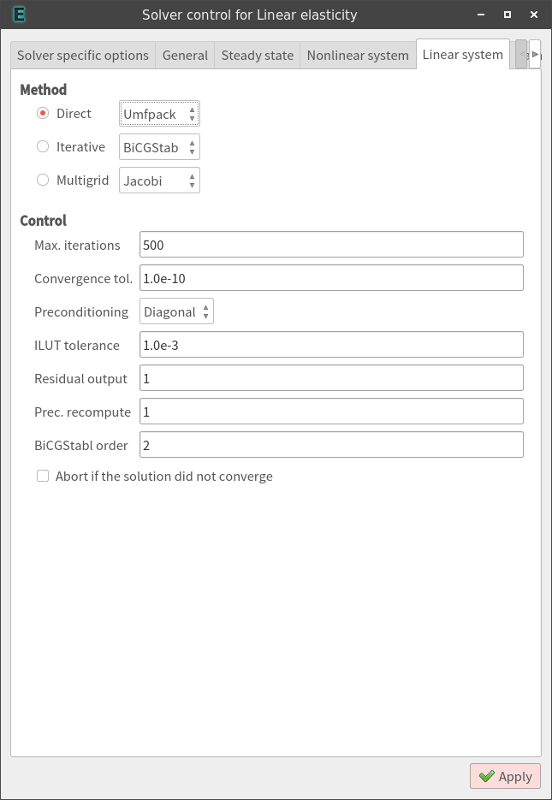 E Solver control for Linear elasticity
Solver specific options General Steady state Nonlinear system Linear system
Method
Direct Umfpack
Iterative BiCGStab
Multigrid Jacobi
Control
Max. iterations 500
Convergence tol. 1.0e-10
Preconditioning Diagonal
ILUT tolerance 1.0e-3
Residual output 1
Prec. recompute 1
BiCGStabl order 2
Abort if the solution did not converge
Apply